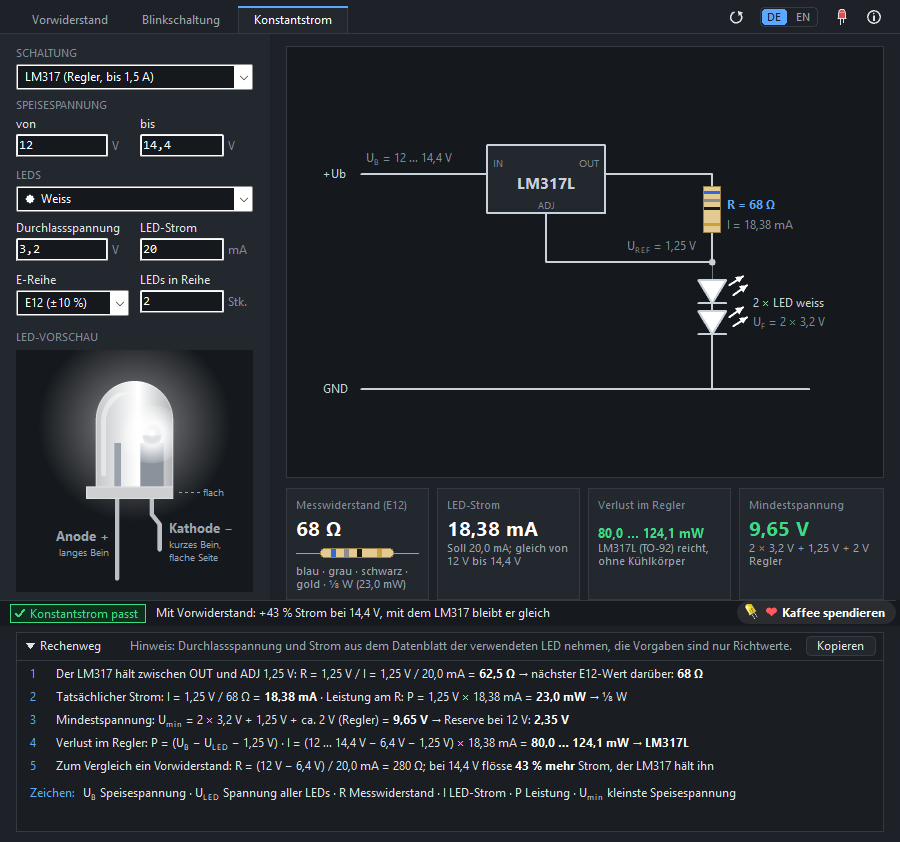 Vorwiderstand Blinkschaltung Konstantstrom DE EN
SCHALTUNG
LM317 (Regler, bis 1,5 A)
SPEISESPANNUNG
von bis
12 V 14,4 V
LEDS
Weiss
Durchlassspannung LED-Strom
3,2 V 20 mA
E-Reihe LEDs in Reihe
E12 (±10 %) 2 Stk.
LED-VORSCHAU
flach
Anode +
langes Bein
Kathode −
kurzes Bein,
flache Seite
UB = 12 … 14,4 V
+Ub
IN OUT
LM317L
ADJ
R = 68 Ω
I = 18,38 mA
UREF = 1,25 V
2 × LED weiss
UF = 2 × 3,2 V
GND
Messwiderstand (E12)
68 Ω
blau · grau · schwarz ·
gold · ⅛ W (23,0 mW)
LED-Strom
18,38 mA
Soll 20,0 mA; gleich von
12 V bis 14,4 V
Verlust im Regler
80,0 … 124,1 mW
LM317L (TO-92) reicht,
ohne Kühlkörper
Mindestspannung
9,65 V
2 × 3,2 V + 1,25 V + 2 V
Regler
✓ Konstantstrom passt Mit Vorwiderstand: +43 % Strom bei 14,4 V, mit dem LM317 bleibt er gleich Kaffee spendieren
▼ Rechenweg Hinweis: Durchlassspannung und Strom aus dem Datenblatt der verwendeten LED nehmen, die Vorgaben sind nur Richtwerte. Kopieren
1 Der LM317 hält zwischen OUT und ADJ 1,25 V: R = 1,25 V / I = 1,25 V / 20,0 mA = 62,5 Ω → nächster E12-Wert darüber: 68 Ω
2 Tatsächlicher Strom: I = 1,25 V / 68 Ω = 18,38 mA · Leistung am R: P = 1,25 V × 18,38 mA = 23,0 mW → ⅛ W
3 Mindestspannung: Umin = 2 × 3,2 V + 1,25 V + ca. 2 V (Regler) = 9,65 V → Reserve bei 12 V: 2,35 V
4 Verlust im Regler: P = (UB − ULED − 1,25 V) · I = (12 … 14,4 V − 6,4 V − 1,25 V) × 18,38 mA = 80,0 … 124,1 mW → LM317L
5 Zum Vergleich ein Vorwiderstand: R = (12 V − 6,4 V) / 20,0 mA = 280 Ω; bei 14,4 V flösse 43 % mehr Strom, der LM317 hält ihn
Zeichen: UB Speisespannung · ULED Spannung aller LEDs · R Messwiderstand · I LED-Strom · P Leistung · Umin kleinste Speisespannung